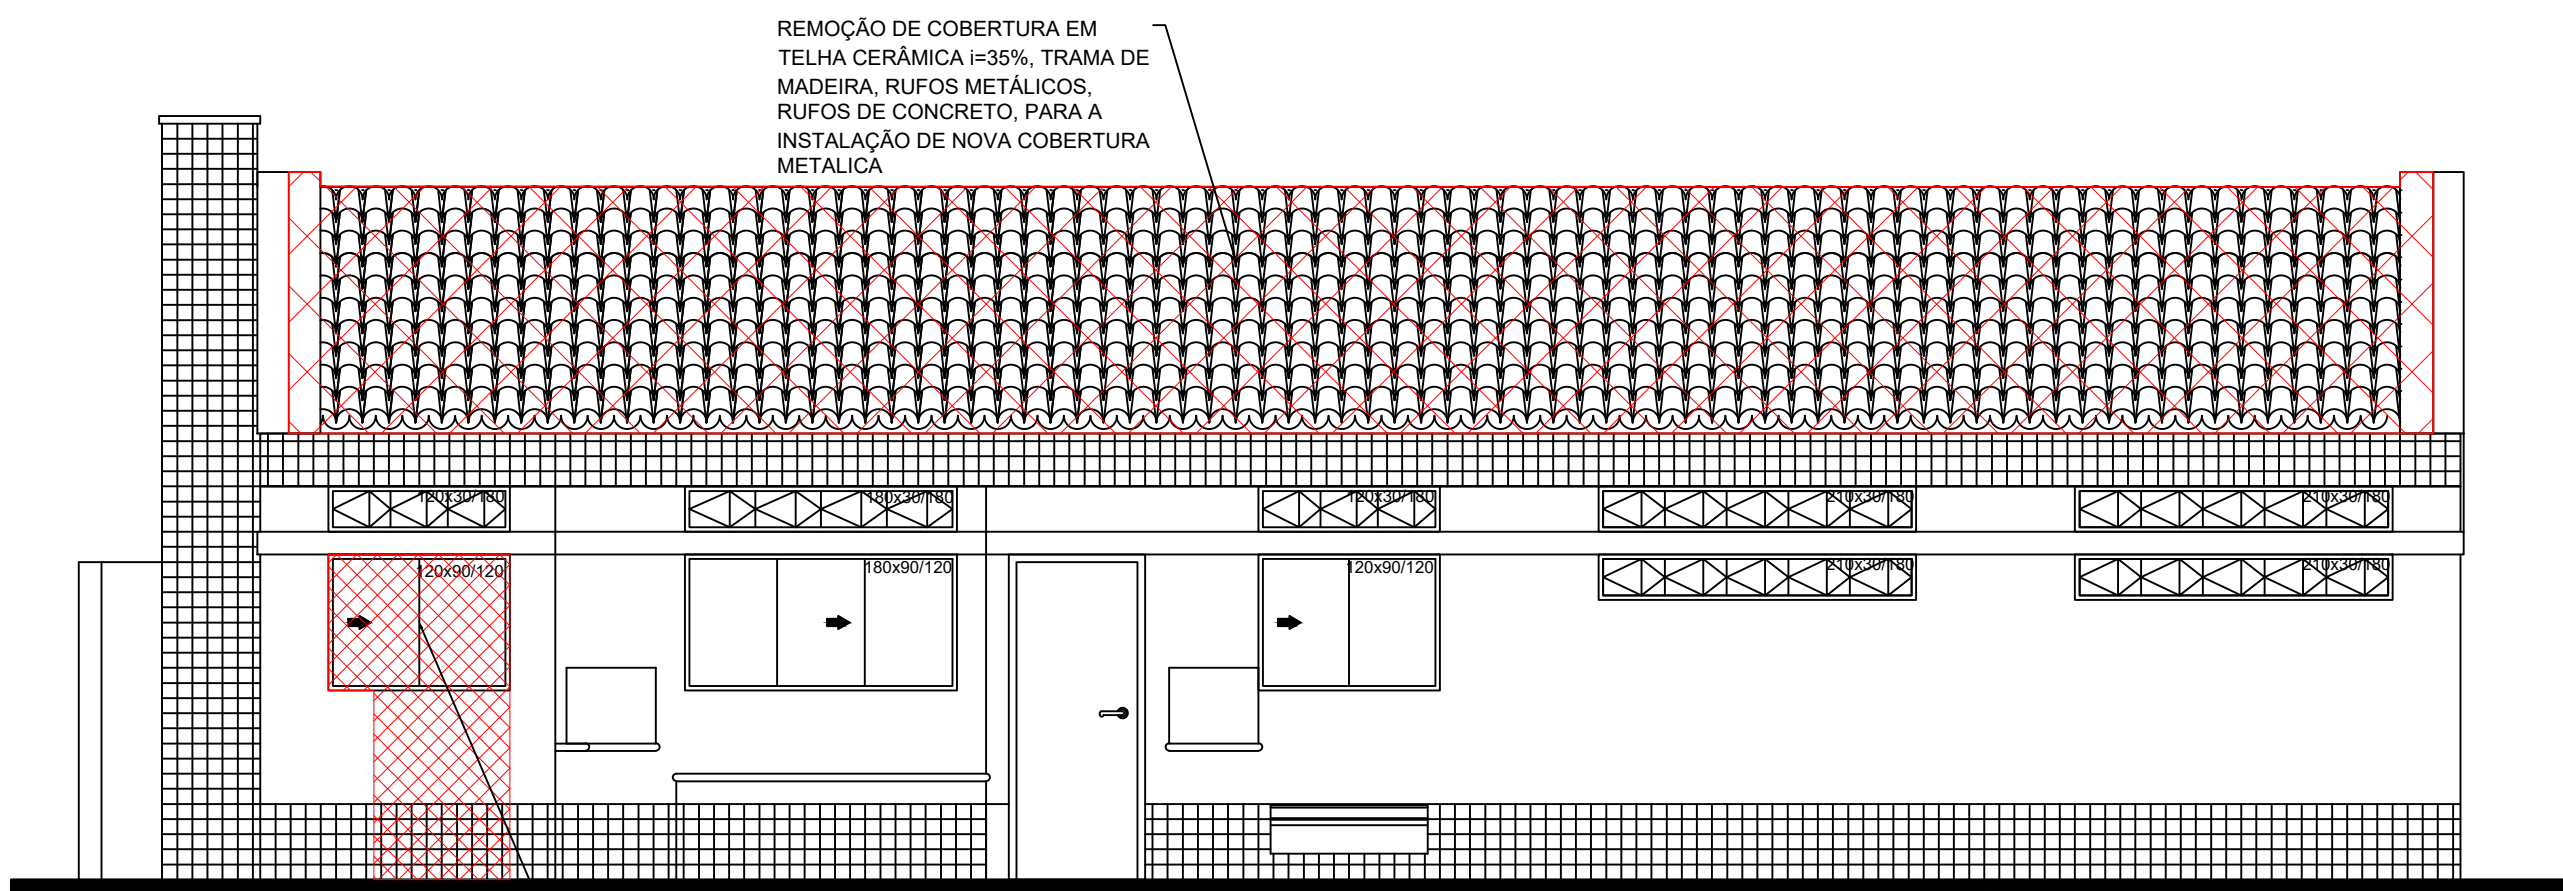 REMOÇÃO DE COBERTURA EM
TELHA CERÂMICA i=35%, TRAMA DE
MADEIRA, RUFOS METÁLICOS,
RUFOS DE CONCRETO, PARA A
INSTALAÇÃO DE NOVA COBERTURA
METALICA
120x30/180
180x30/180
120x30/180
210x30/180
210x30/180
120x90/120
180x90/120
120x90/120
210x30/180
210x30/180